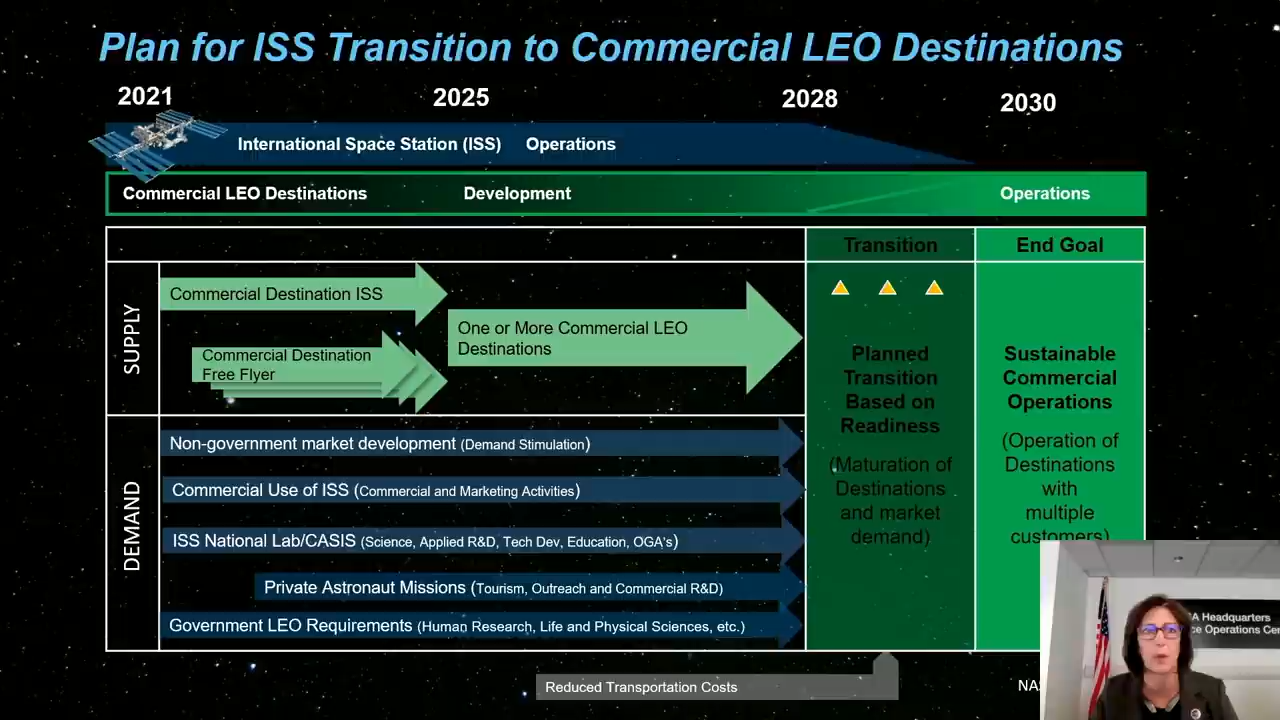 Plan for ISS Transition to Commercial LEO Destinations
2021
2025
2028
2030
International Space Station (ISS) Operations
Commercial LEO Destinations
Development
Operations
Transition
End Goal
SUPPLY
Commercial Destination ISS
Commercial Destination
Free Flyer
One or More Commercial LEO
Destinations
Planned
Transition
Based on
Readiness
(Maturation of
Destinations
and market
demand)
Sustainable
Commercial
Operations
(Operation of
Destinations
with
multiple
customers)
DEMAND
Non-government market development (Demand Stimulation)
Commercial Use of ISS (Commercial and Marketing Activities)
ISS National Lab/CASIS (Science, Applied R&D, Tech Dev, Education, OGA's)
Private Astronaut Missions (Tourism, Outreach and Commercial R&D)
Government LEO Requirements (Human Research, Life and Physical Sciences, etc.)
Reduced Transportation Costs
Headquarters
Operations